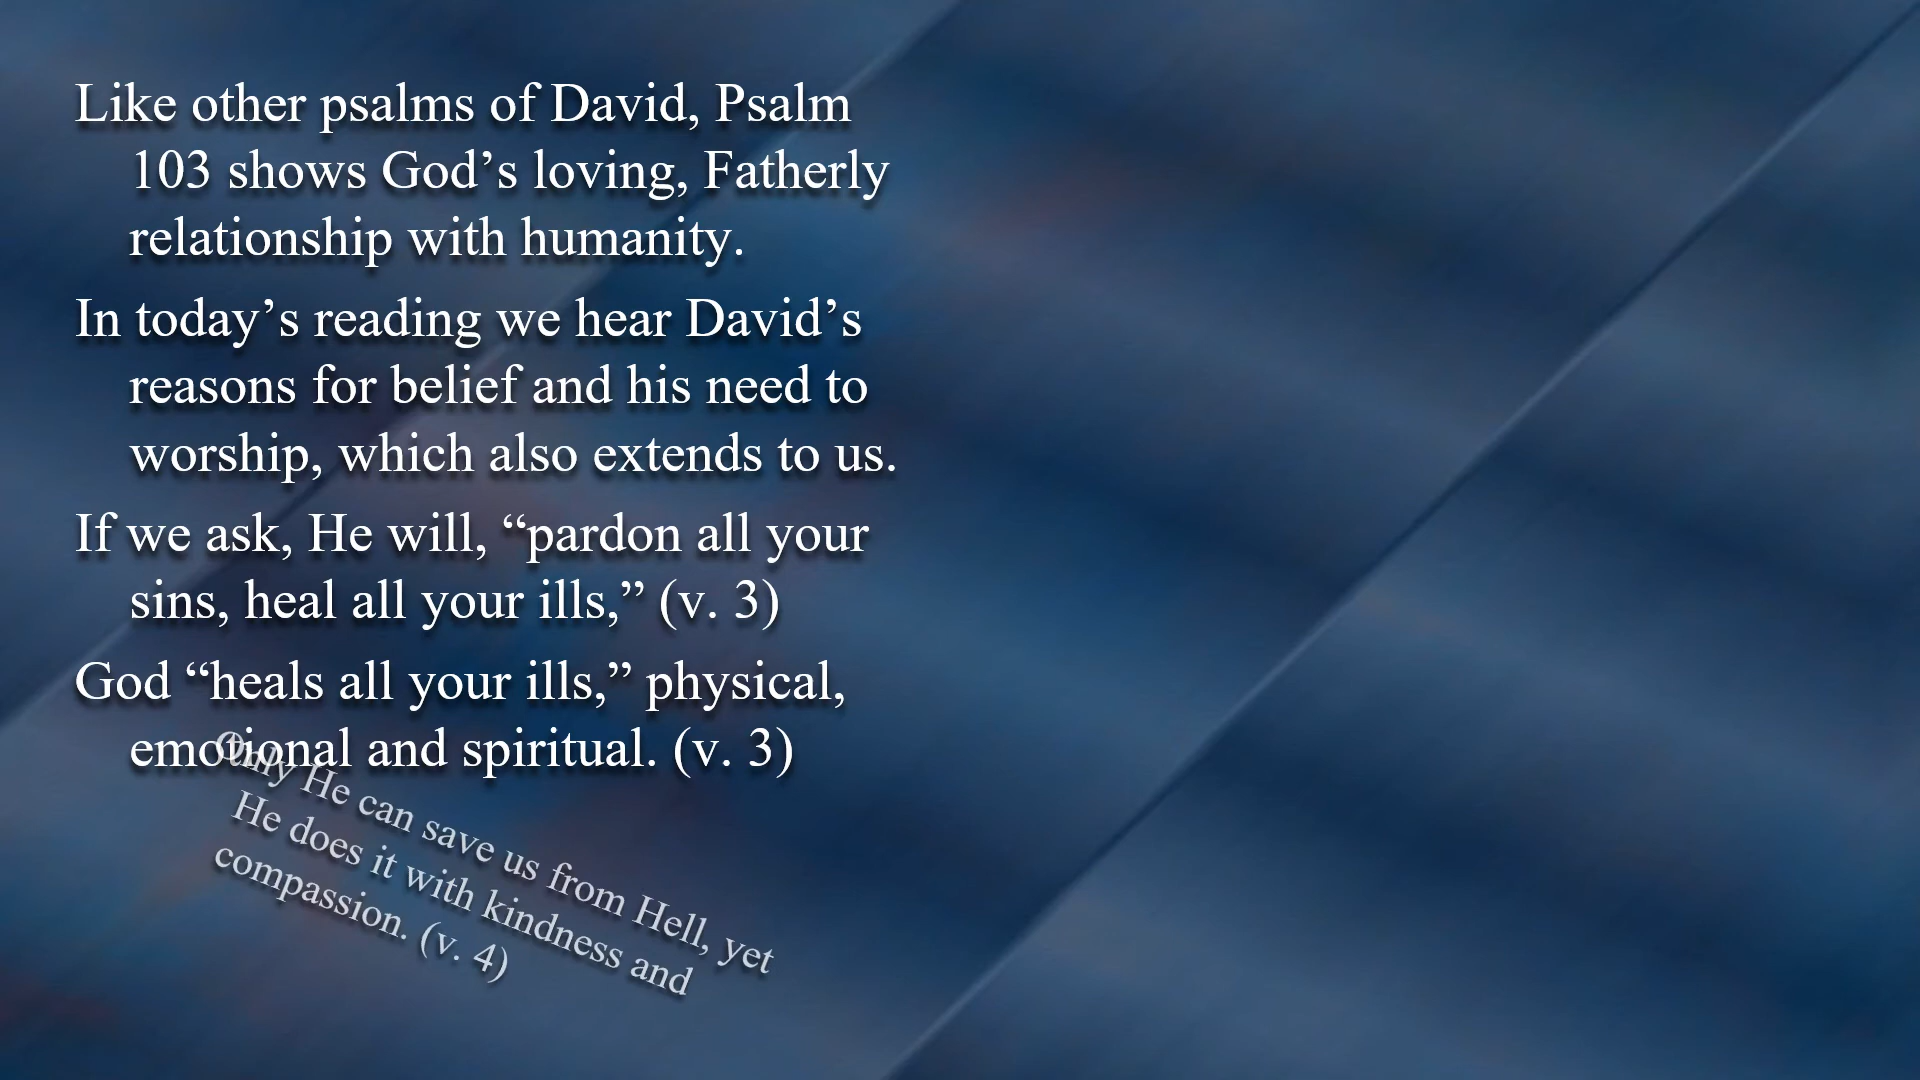 Like other psalms of David, Psalm
103 shows God’s loving, Fatherly
relationship with humanity.
In today’s reading we hear David’s
reasons for belief and his need to
worship, which also extends to us.
If we ask, He will, “pardon all your
sins, heal all your ills,” (v. 3)
God “heals all your ills,” physical,
emotional and spiritual. (v. 3)
Only He can save us from Hell, yet
He does it with kindness and
compassion. (v. 4)